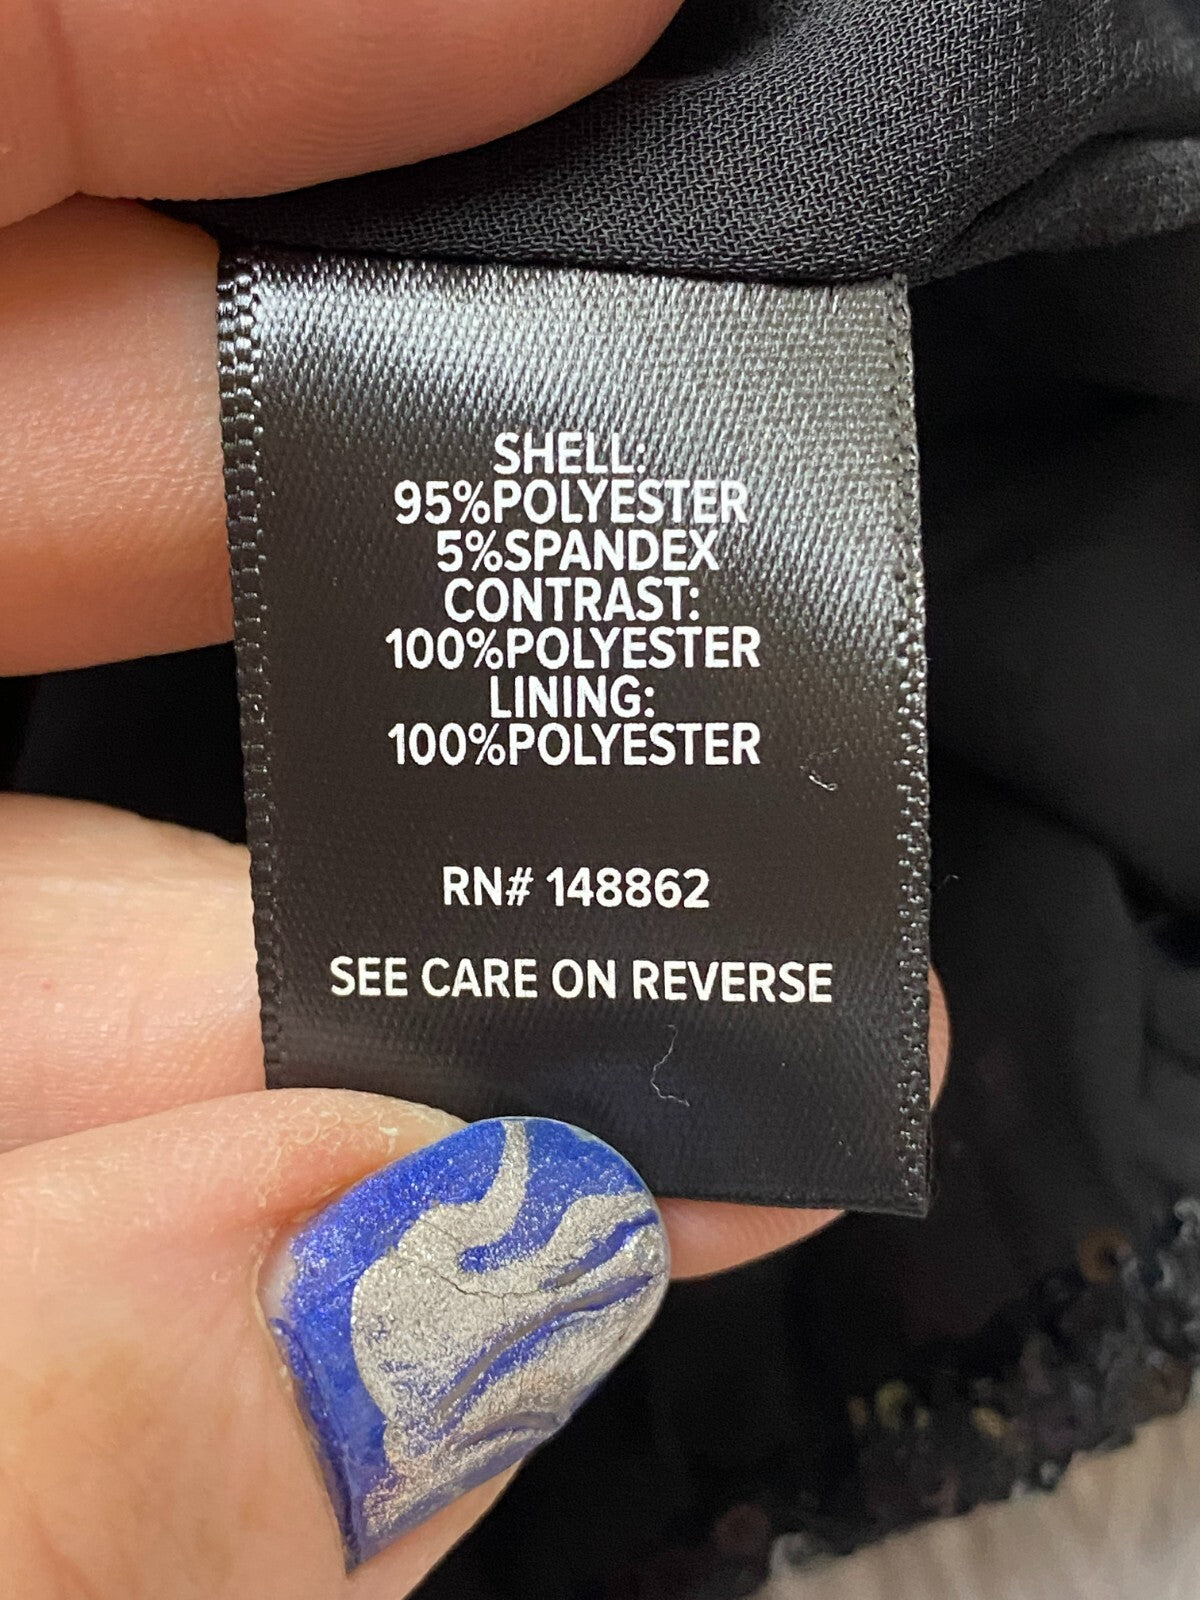 SHELL:
95%POLYESTER
5%SPANDEX
CONTRAST:
100%POLYESTER
LINING:
100%POLYESTER
RN# 148862
SEE CARE ON REVERSE